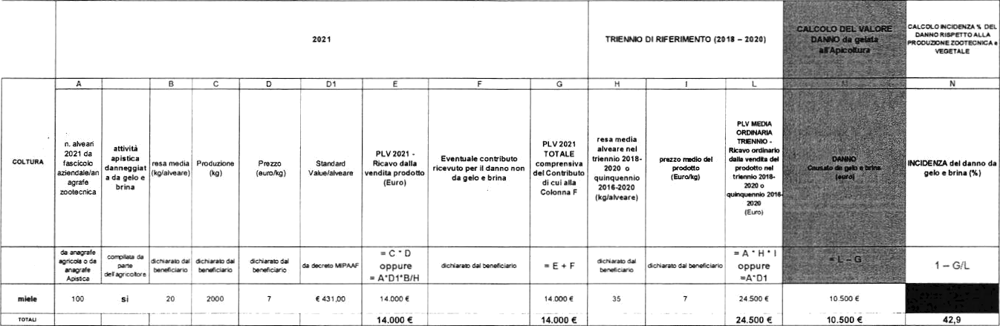 2021
TRIENNIO DI RIFERIMENTO (2018 – 2020)
CALCOLO DEL VALORE
DANNO da gelata
all'Apicoltura
CALCOLO INCIDENZA % DEL
DANNO RISPETTO ALLA
PRODUZIONE ZOOTECNICA e
VEGETALE
A B C D D1 E F G H I L M N
COLTURA
n. alveari
2021 da
fascicolo
aziendale/an
agrafe
zootecnica
attività
apistica
danneggiat
a da gelo e
brina
resa media
(kg/alveare)
Produzione
(kg)
Prezzo
(euro/kg)
Standard
Value/alveare
PLV 2021 -
Ricavo dalla
vendita prodotto
(Euro)
Eventuale contributo
ricevuto per il danno non
da gelo e brina
PLV 2021
TOTALE
comprensiva
del Contributo
di cui alla
Colonna F
resa media
alveare nel
triennio 2018-
2020 o
quinquennio
2016-2020
(kg/alveare)
prezzo medio del
prodotto
(Euro/kg)
PLV MEDIA
ORDINARIA
TRIENNIO -
Ricavo ordinario
dalla vendita del
prodotto nel
triennio 2018-
2020 o
quinquennio 2016-
2020
(Euro)
DANNO
Causato da gelo e brina
(euro)
INCIDENZA del danno da
gelo e brina (%)
da anagrafe
agricola o da
anagrafe
Apistica
compilata da
parte
dell'agricoltore
dichiarato dal
beneficiario
dichiarato dal
beneficiario
dichiarato dal
beneficiario
da decreto MIPAAF
= C * D
oppure
= A*D1*B/H
dichiarato dal beneficiario
= E + F
dichiarato dal
beneficiario
dichiarato dal beneficiario
= A * H * I
oppure
=A*D1
= L – G
1 – G/L
miele 100 si 20 2000 7 € 431,00 14.000 € 14.000 € 35 7 24.500 € 10.500 €
TOTALI 14.000 € 14.000 € 24.500 € 10.500 € 42,9